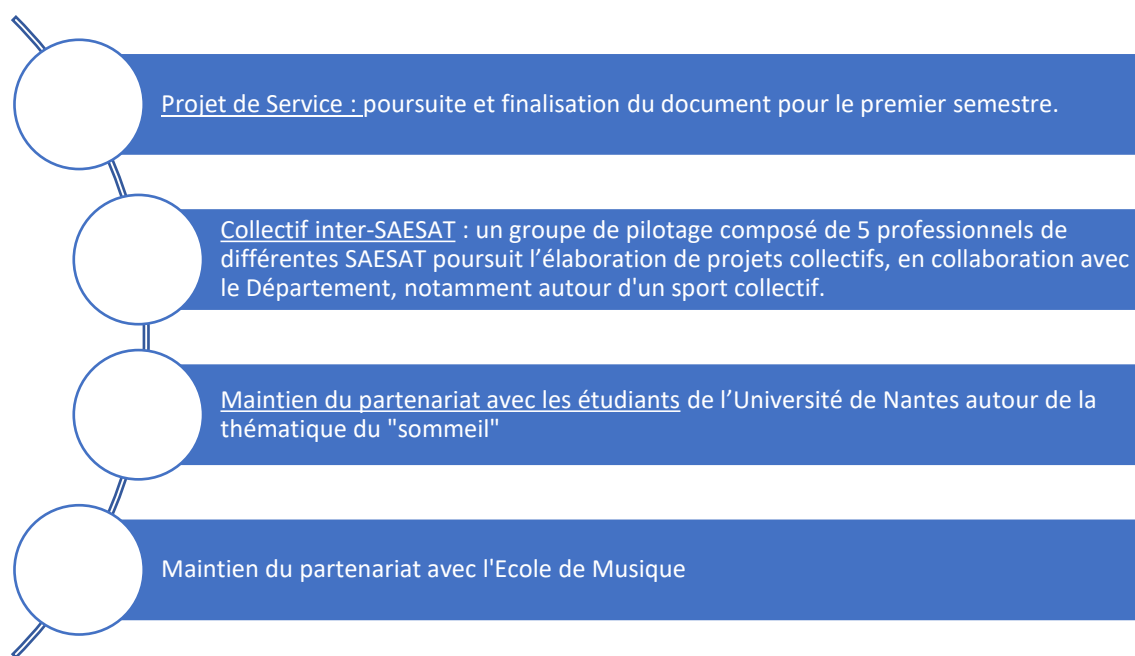 Projet de Service : poursuite et finalisation du document pour le premier semestre.
Collectif inter-SAESAT : un groupe de pilotage composé de 5 professionnels de
différentes SAESAT poursuit l’élaboration de projets collectifs, en collaboration avec
le Département, notamment autour d'un sport collectif.
Maintien du partenariat avec les étudiants de l’Université de Nantes autour de la
thématique du "sommeil"
Maintien du partenariat avec l'Ecole de Musique